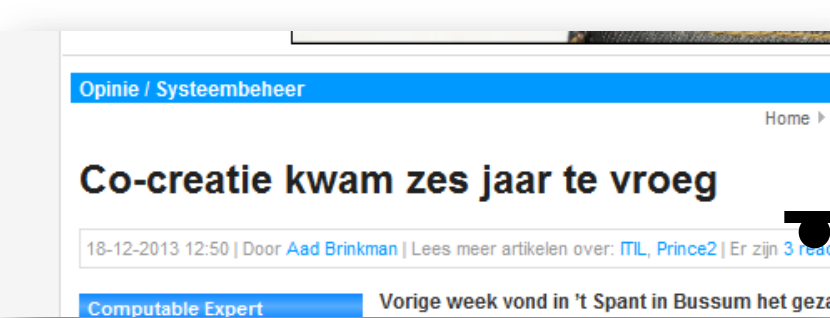 Opinie / Systeembeheer
Home
Co-creatie kwam zes jaar te vroeg
18-12-2013 12:50 | Door Aad Brinkman | Lees meer artikelen over: ITIL, Prince2 | Er zijn 3
Computable Expert
Vorige week vond in 't Spant in Bussum het